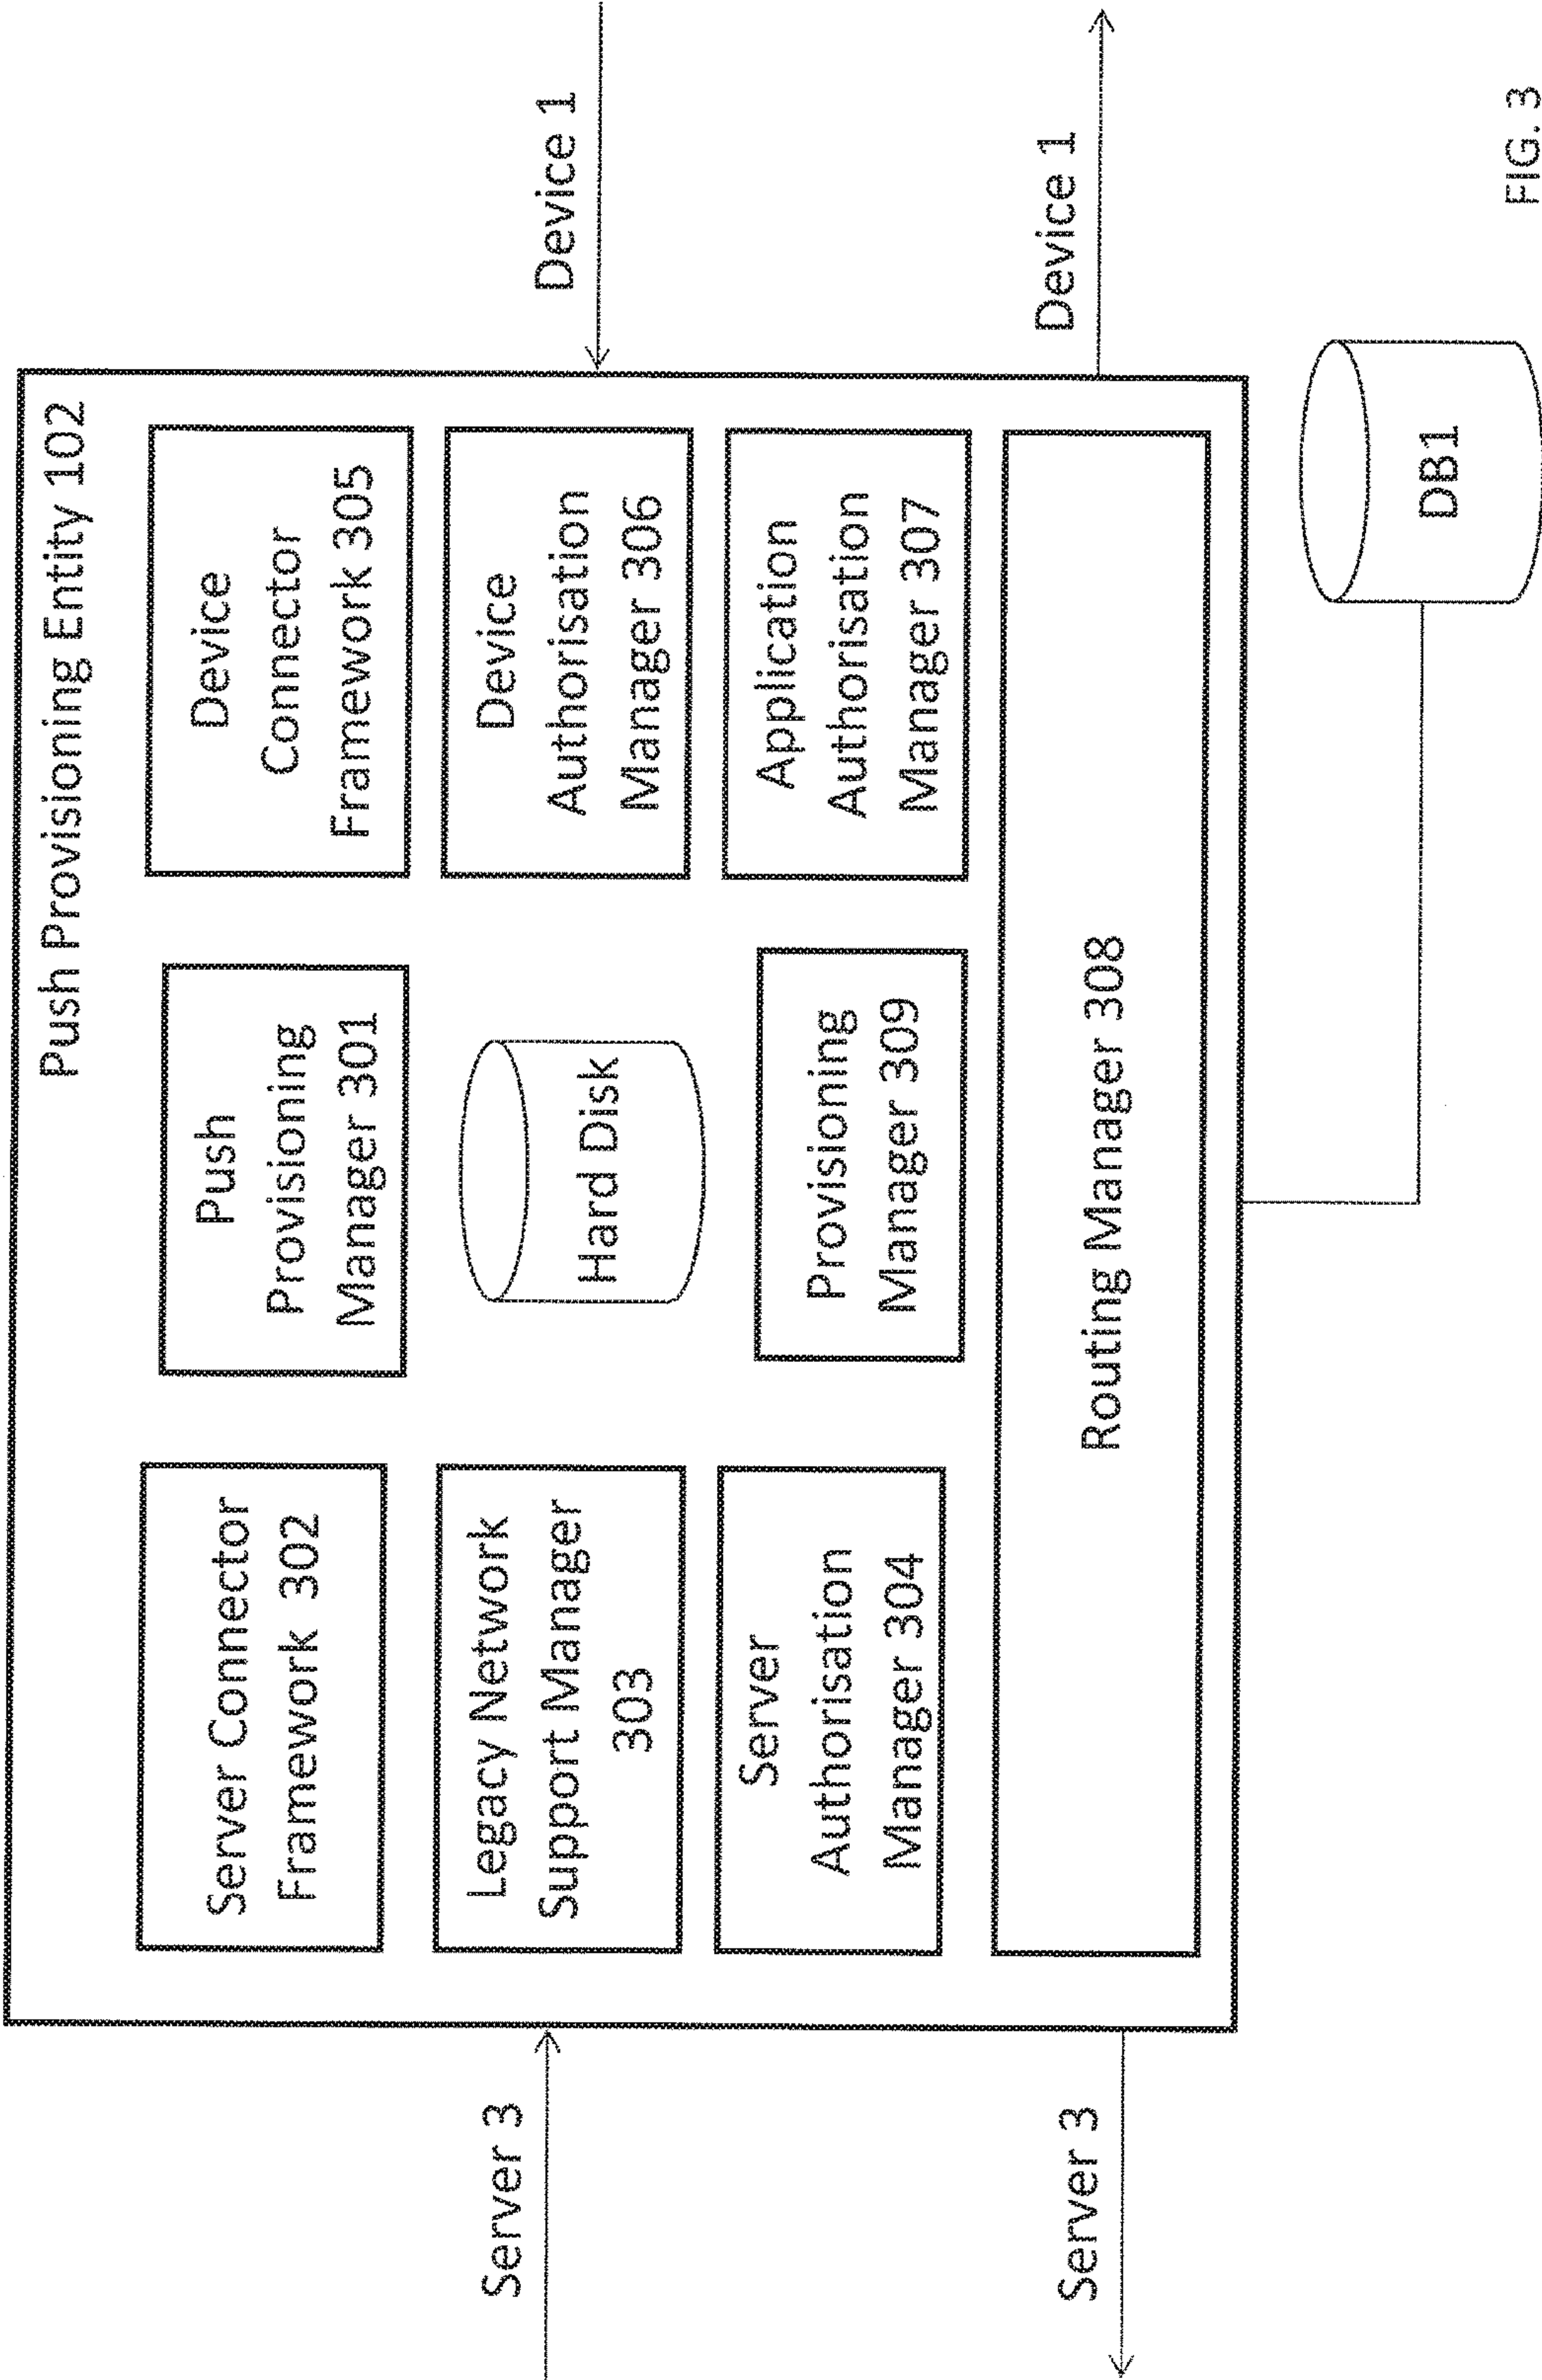 Push Provisioning Entity 102
Server Connector
Framework 302
Push
Provisioning
Manager 301
Device
Connector
Framework 305
Server 3
Legacy Network
Support Manager
303
Hard Disk
Device
Authorisation
Manager 306
Device 1
Server
Authorisation
Manager 304
Provisioning
Manager 309
Application
Authorisation
Manager 307
Server 3
Routing Manager 308
Device 1
DB1
FIG. 3